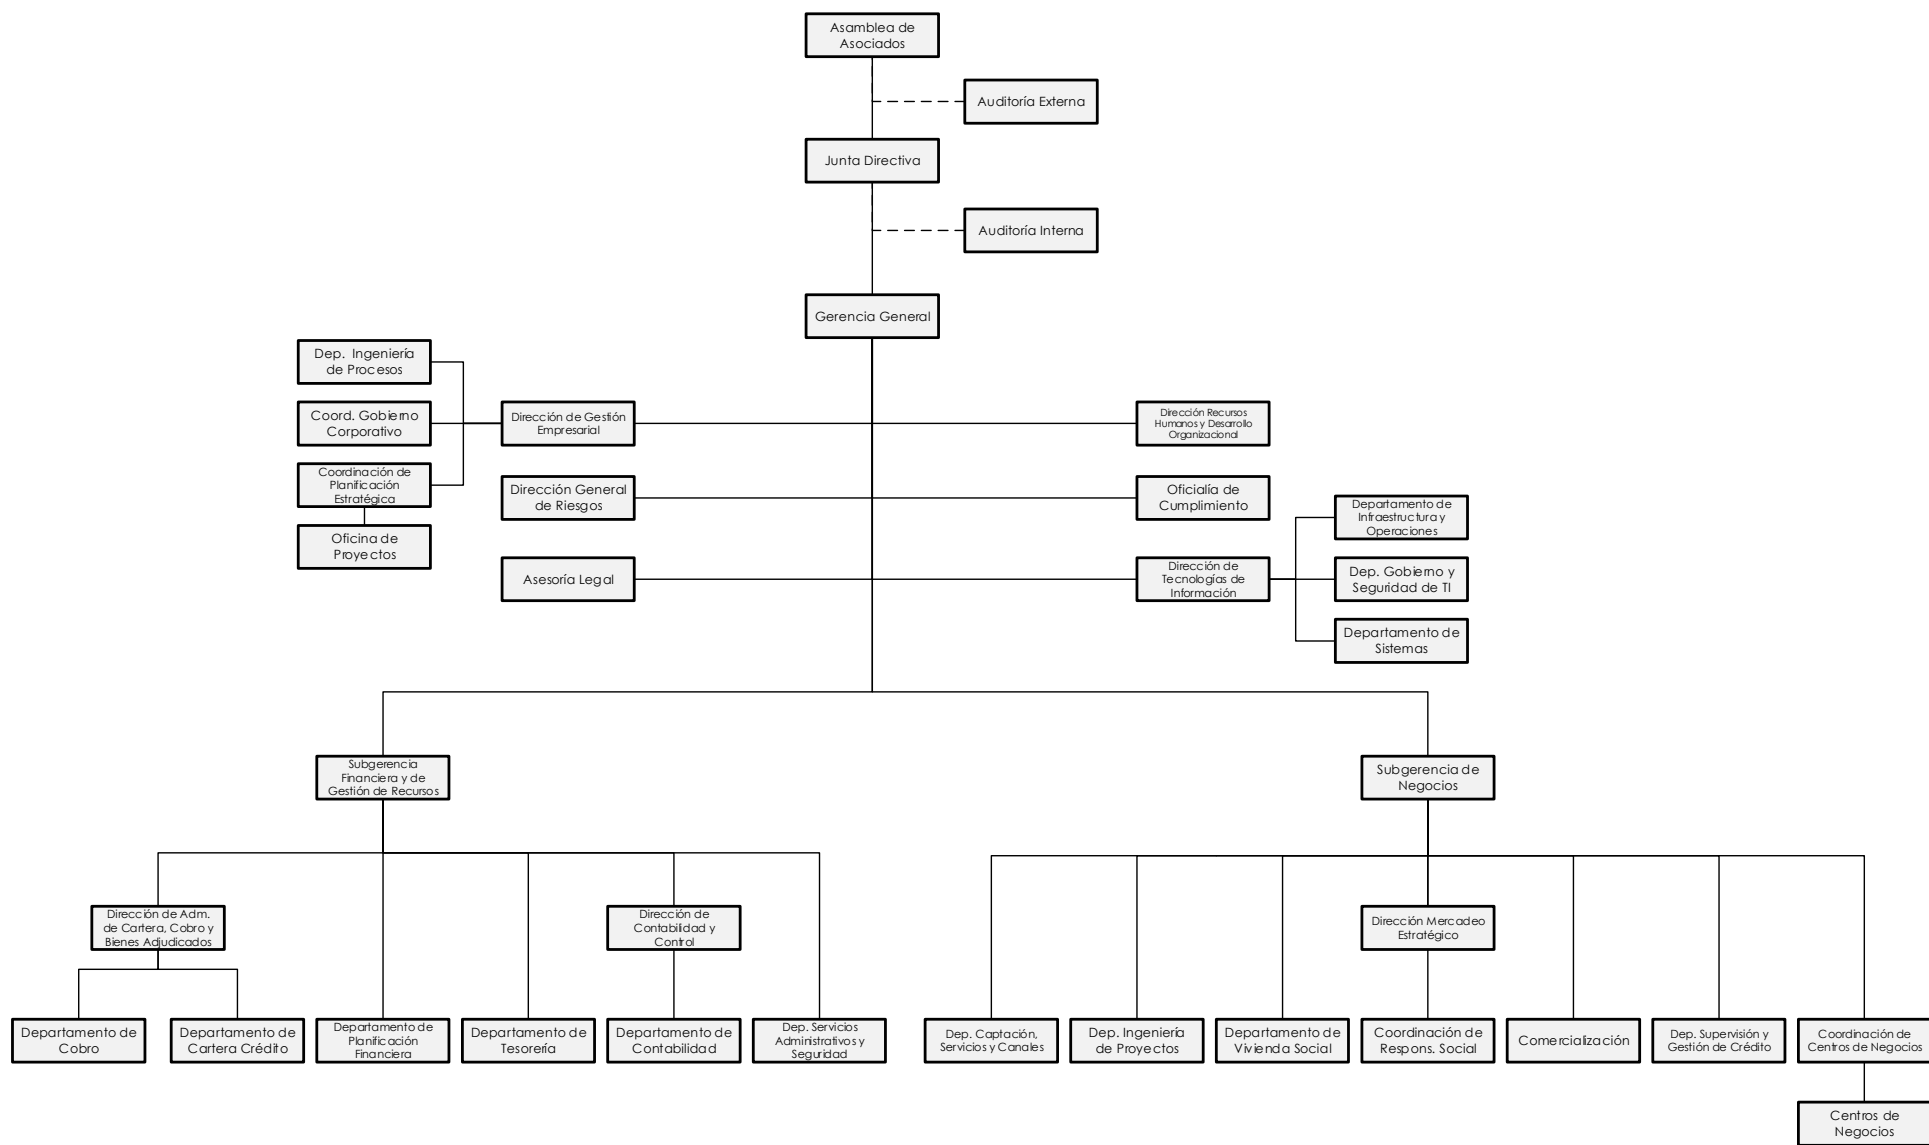 Asamblea de
Asociados
Auditoría Externa
Junta Directiva
Auditoría Interna
Gerencia General
Dep. Ingeniería
de Procesos
Coord. Gobierno
Corporativo
Dirección de Gestión
Empresarial
Dirección Recursos
Humanos y Desarrollo
Organizacional
Coordinación de
Planificación
Estratégica
Dirección General
de Riesgos
Oficialía de
Cumplimiento
Departamento de
Infraestructura y
Operaciones
Oficina de
Proyectos
Asesoría Legal
Dirección de
Tecnologías de
Información
Dep. Gobierno y
Seguridad de TI
Departamento de
Sistemas
Subgerencia
Financiera y de
Gestión de Recursos
Subgerencia de
Negocios
Dirección de Adm.
de Cartera, Cobro y
Bienes Adjudicados
Dirección de
Contabilidad y
Control
Dirección Mercadeo
Estratégico
Departamento de
Cobro
Departamento de
Cartera Crédito
Departamento de
Planificación
Financiera
Departamento de
Tesorería
Departamento de
Contabilidad
Dep. Servicios
Administrativos y
Seguridad
Dep. Captación,
Servicios y Canales
Dep. Ingeniería
de Proyectos
Departamento de
Vivienda Social
Coordinación de
Respons. Social
Comercialización
Dep. Supervisión y
Gestión de Crédito
Coordinación de
Centros de Negocios
Centros de
Negocios